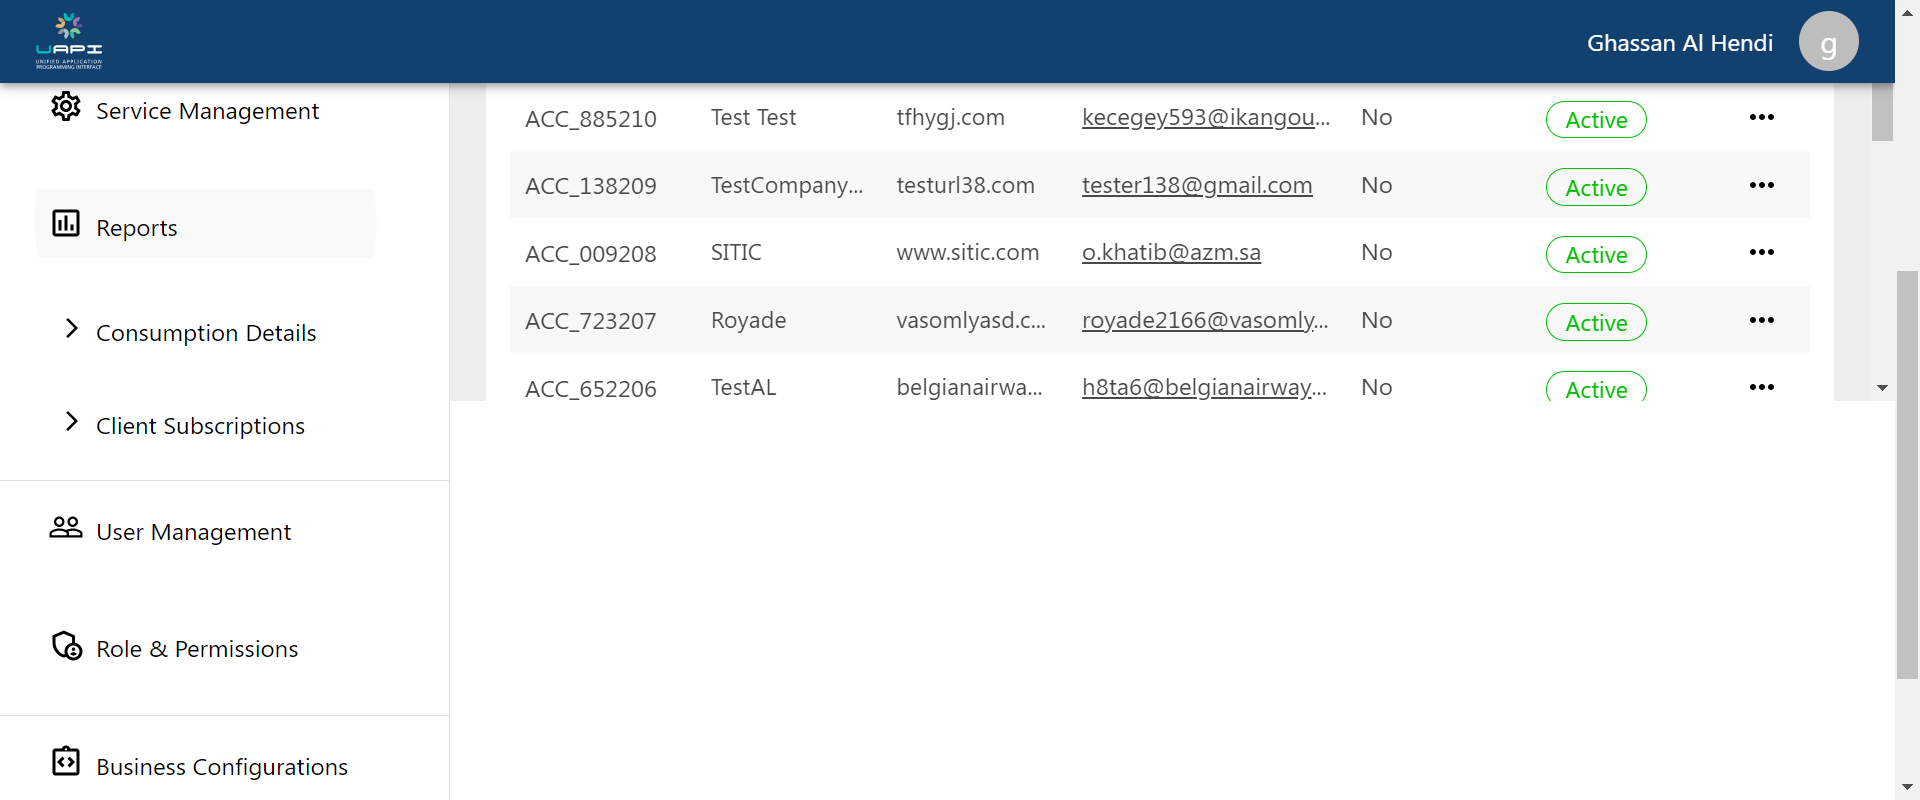 UAPI
UNIFIED APPLICATION
PROGRAMMING INTERFACE
Ghassan Al Hendi
g
Service Management
Reports
Consumption Details
Client Subscriptions
User Management
Role & Permissions
Business Configurations
ACC_885210 Test Test tfhygj.com kecegey593@ikangou... No Active •••
ACC_138209 TestCompany... testurl38.com tester138@gmail.com No Active •••
ACC_009208 SITIC www.sitic.com o.khatib@azm.sa No Active •••
ACC_723207 Royade vasomlyasd.c... royade2166@vasomly... No Active •••
ACC_652206 TestAL belgianairwa... h8ta6@belgianairway... No Active •••